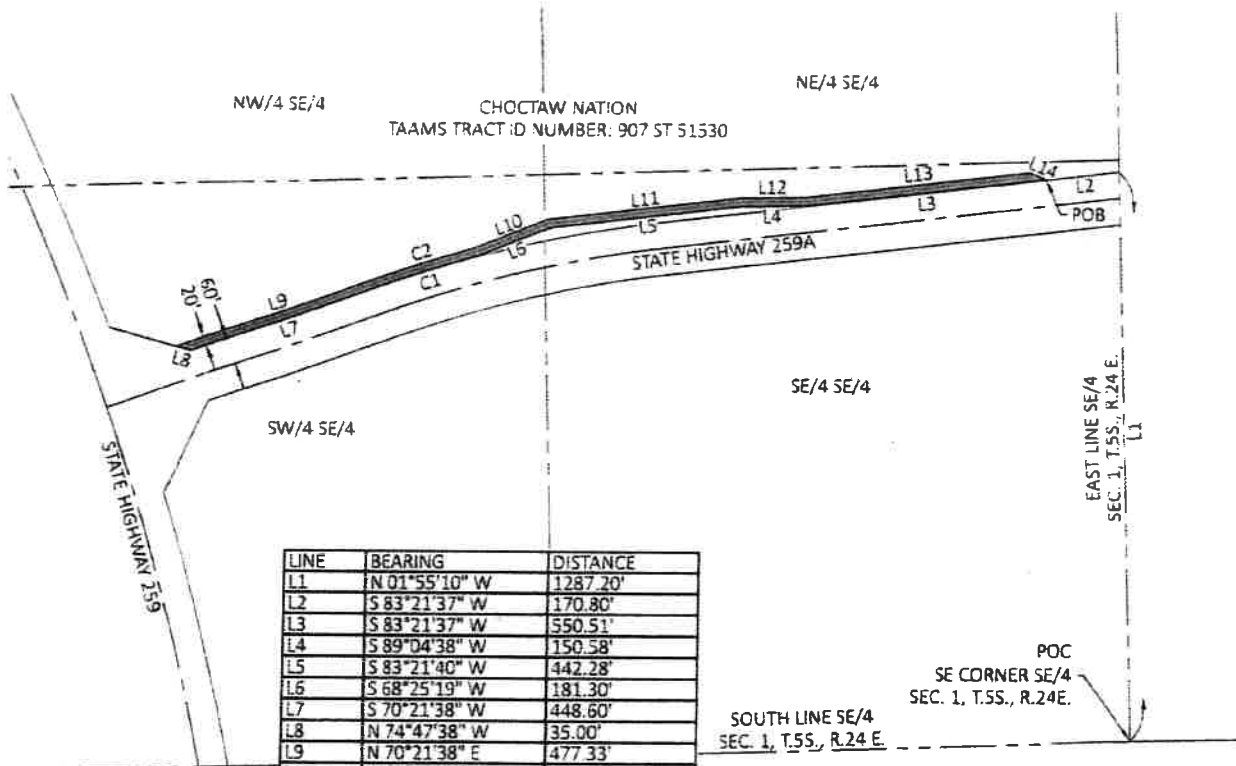 NW/4 SE/4
NE/4 SE/4
CHOCTAW NATION
TAAMS TRACT ID NUMBER: 907 ST 51530
L14
L13
L12
L11
L10
L2
L3
L4
L5
L6
POB
C2
C1
STATE HIGHWAY 259A
60'
20'
L9
L7
L8
SW/4 SE/4
SE/4 SE/4
EAST LINE SE/4
SEC. 1, T.5S., R.24 E.
L1
STATE HIGHWAY 259
LINE BEARING DISTANCE
L1 N 01°55'10" W 1287.20'
L2 S 83°21'37" W 170.80'
L3 S 83°21'37" W 550.51'
L4 S 89°04'38" W 150.58'
L5 S 83°21'40" W 442.28'
L6 S 68°25'19" W 181.30'
L7 S 70°21'38" W 448.60'
L8 N 74°47'38" W 35.00'
L9 N 70°21'38" E 477.33'
POC
SE CORNER SE/4
SEC. 1, T.5S., R.24E.
SOUTH LINE SE/4
SEC. 1, T.5S., R.24 E.